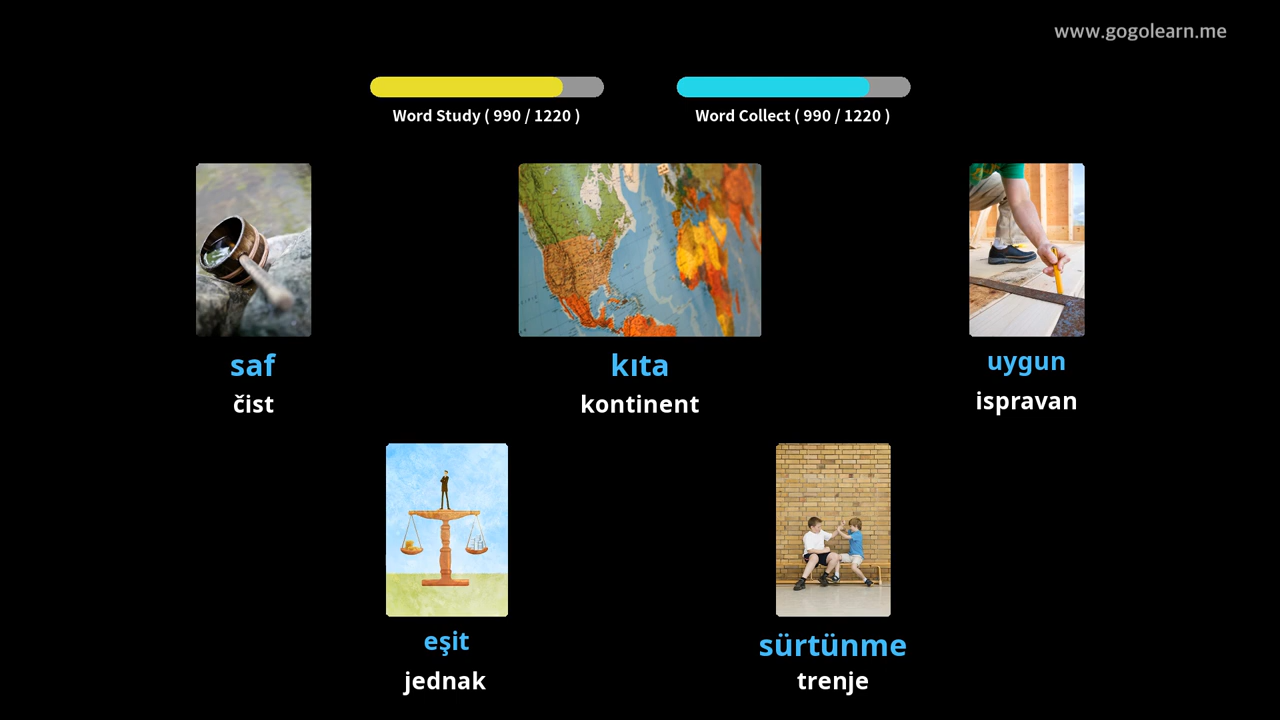 www.gogolearn.me
Word Study ( 990 / 1220 )
Word Collect ( 990 / 1220 )
saf
čist
kıta
kontinent
uygun
ispravan
eşit
jednak
sürtünme
trenje